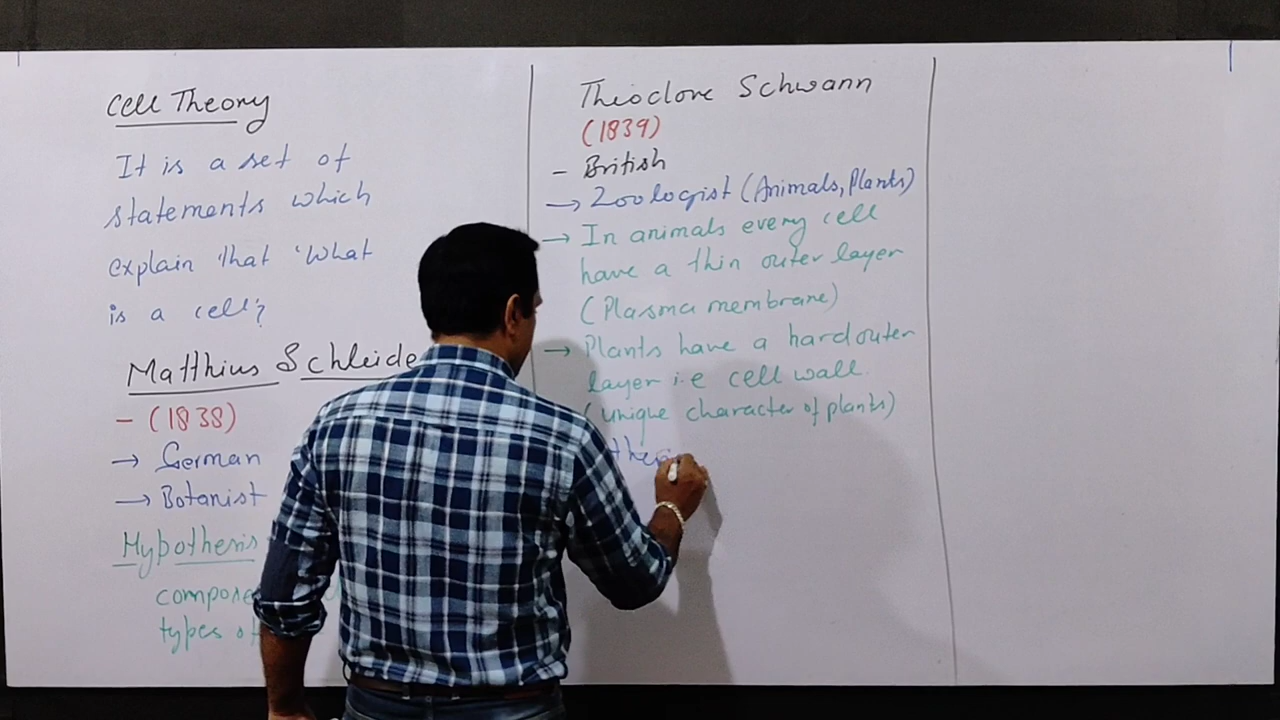 Cell Theory
It is a set of
statements which
explain that 'what
is a cell?
Matthius Schleide
- (1838)
→ German
→ Botanist
Hypothesis
types of
Theodore Schwann
(1839)
- British
→ Zoologist (Animals, Plants)
→ In animals every cell
have a thin outer layer
(Plasma membrane)
→ Plants have a hard outer
layer i.e cell wall.
(unique character of plants)